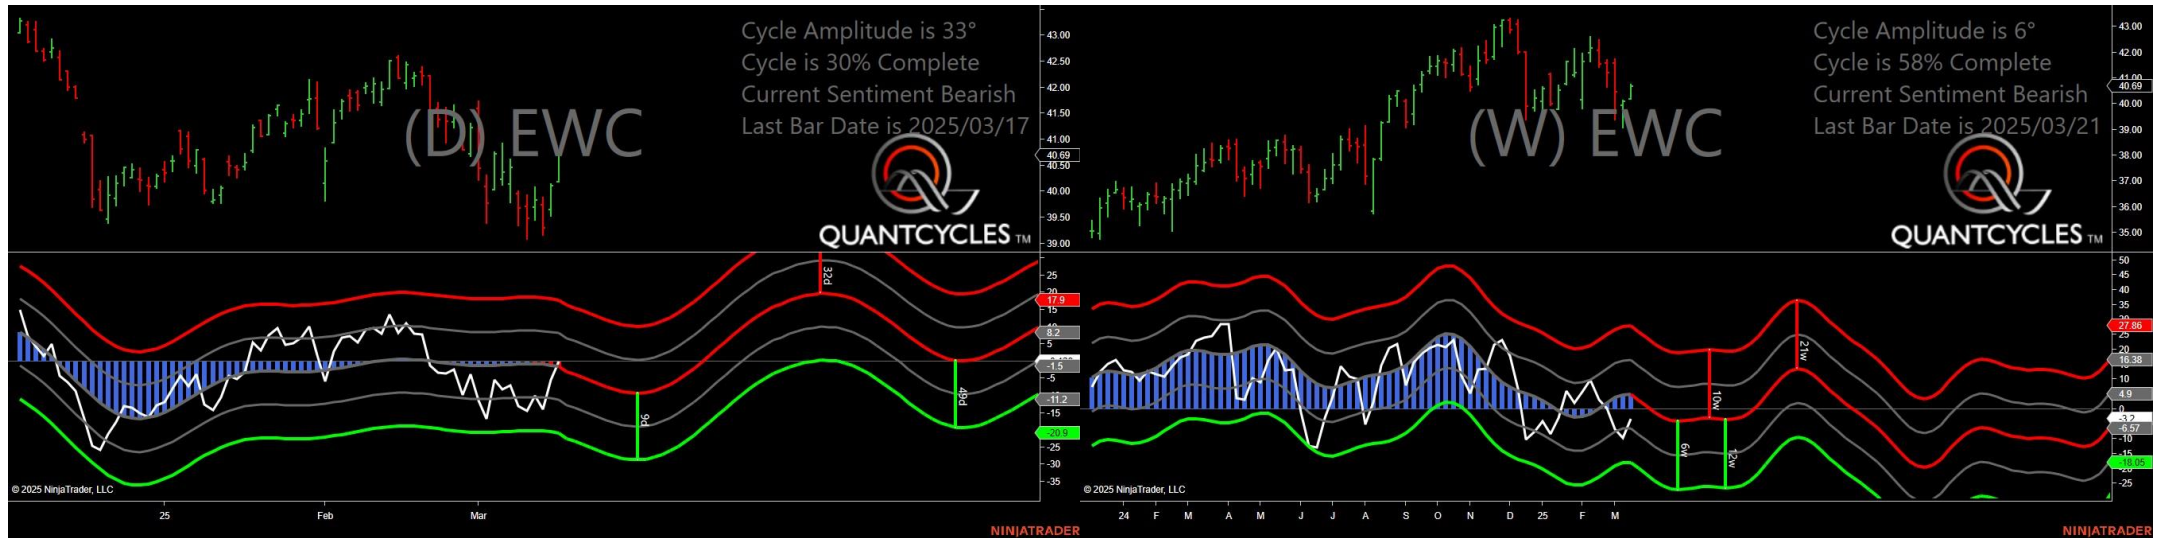 Cycle Amplitude is 33°
Cycle is 30% Complete
Current Sentiment Bearish
Last Bar Date is 2025/03/17
(D) EWC
QUANTCYCLES TM
43.00
42.50
42.00
41.50
41.00
40.69
40.50
40.00
39.50
39.00
32d
9d
49d
25
20
17.9
15
8.2
5
-1.5
-5
-11.2
-15
-20.9
-25
-30
-35
© 2025 NinjaTrader, LLC
25
Feb
Mar
NINJATRADER
Cycle Amplitude is 6°
Cycle is 58% Complete
Current Sentiment Bearish
Last Bar Date is 2025/03/21
(W) EWC
QUANTCYCLES TM
43.00
42.00
41.00
40.69
40.00
39.00
38.00
37.00
36.00
35.00
6w
10w
12w
21w
50
45
40
35
27.86
25
20
16.38
10
4.9
0
-3.2
-6.57
-10
-15
-18.05
-25
© 2025 NinjaTrader, LLC
24
F
M
A
M
J
J
A
S
O
N
D
25
F
M
NINJATRADER